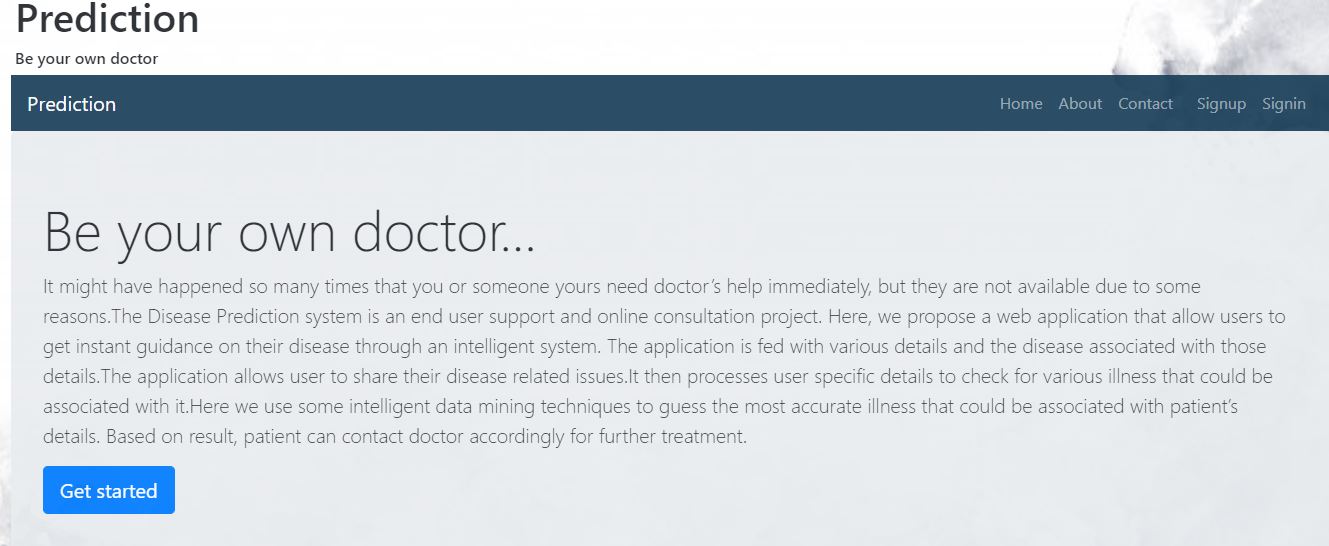 Prediction
Be your own doctor
Prediction Home About Contact Signup Signin
Be your own doctor...
It might have happened so many times that you or someone yours need doctor’s help immediately, but they are not available due to some
reasons.The Disease Prediction system is an end user support and online consultation project. Here, we propose a web application that allow users to
get instant guidance on their disease through an intelligent system. The application is fed with various details and the disease associated with those
details.The application allows user to share their disease related issues.It then processes user specific details to check for various illness that could be
associated with it.Here we use some intelligent data mining techniques to guess the most accurate illness that could be associated with patient’s
details. Based on result, patient can contact doctor accordingly for further treatment.
Get started